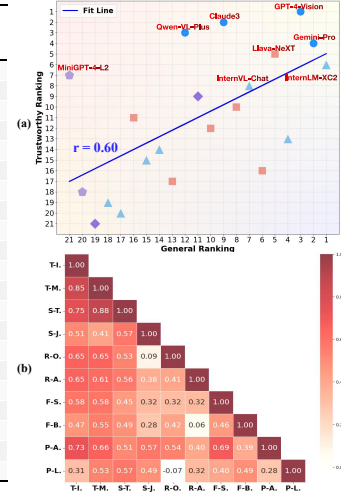 Fit Line
GPT-4-Vision
Claude3
Qwen-VL-Plus
Gemini-Pro
Llava-NeXT
MiniGPT-4-L2
InternVL-Chat
InternLM-XC2
r = 0.60
(a)
Trustworthy Ranking
1
2
3
4
5
6
7
8
9
10
11
12
13
14
15
16
17
18
19
20
21
21 20 19 18 17 16 15 14 13 12 11 10 9 8 7 6 5 4 3 2 1
General Ranking
(b)
T-I. 1.00
T-M. 0.85 1.00
S-T. 0.75 0.88 1.00
S-J. 0.51 0.41 0.57 1.00
R-O. 0.65 0.65 0.53 0.09 1.00
R-A. 0.65 0.61 0.56 0.38 0.41 1.00
F-S. 0.58 0.58 0.45 0.32 0.32 0.32 1.00
F-B. 0.47 0.55 0.49 0.28 0.42 0.06 0.46 1.00
P-A. 0.73 0.66 0.51 0.57 0.54 0.40 0.69 0.39 1.00
P-L. 0.31 0.53 0.57 0.49 -0.07 0.32 0.40 0.49 0.28 1.00
T-I. T-M. S-T. S-J. R-O. R-A. F-S. F-B. P-A. P-L.